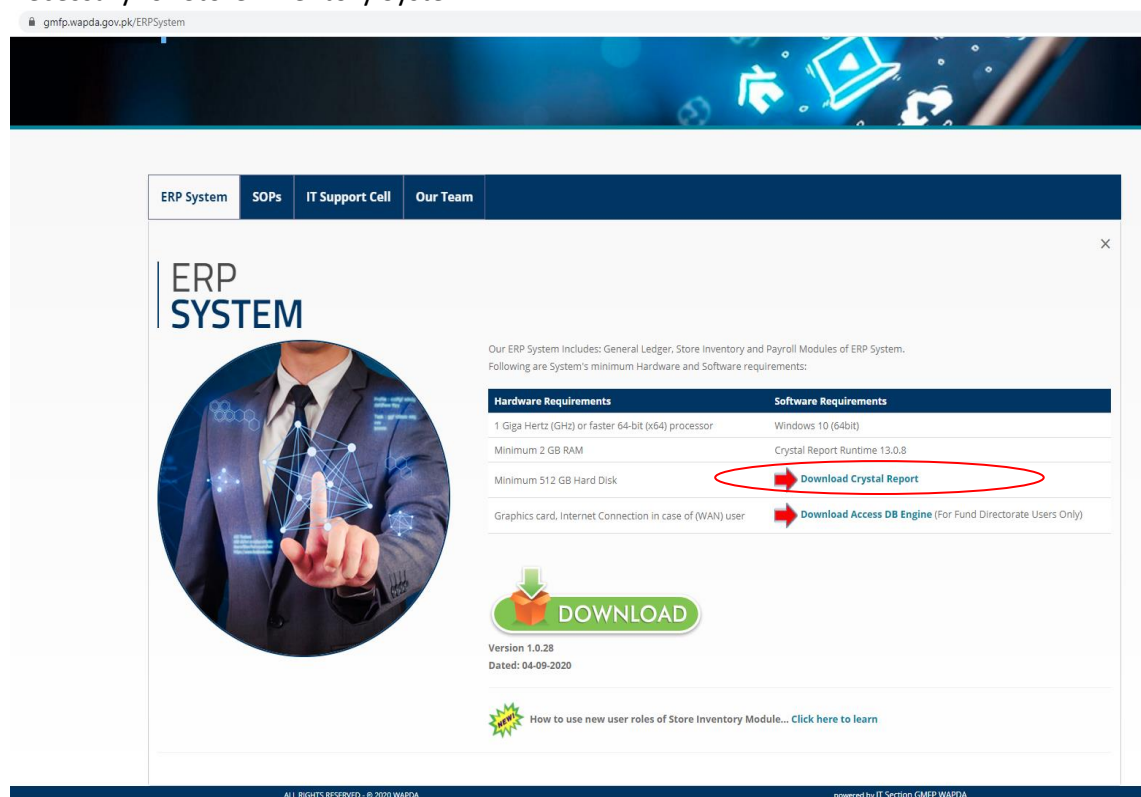 gmfp.wapda.gov.pk/ERPSystem
ERP System SOPs IT Support Cell Our Team
ERP
SYSTEM
Our ERP System Includes: General Ledger, Store Inventory and Payroll Modules of ERP System.
Following are System's minimum Hardware and Software requirements:
Hardware Requirements Software Requirements
1 Giga Hertz (GHz) or faster 64-bit (x64) processor Windows 10 (64bit)
Minimum 2 GB RAM Crystal Report Runtime 13.0.8
Minimum 512 GB Hard Disk Download Crystal Report
Graphics card, Internet Connection in case of (WAN) user Download Access DB Engine (For Fund Directorate Users Only)
DOWNLOAD
Version 1.0.28
Dated: 04-09-2020
NEW! How to use new user roles of Store Inventory Module... Click here to learn
ALL RIGHTS RESERVED - © 2020 WAPDA powered by IT Section GMFP WAPDA